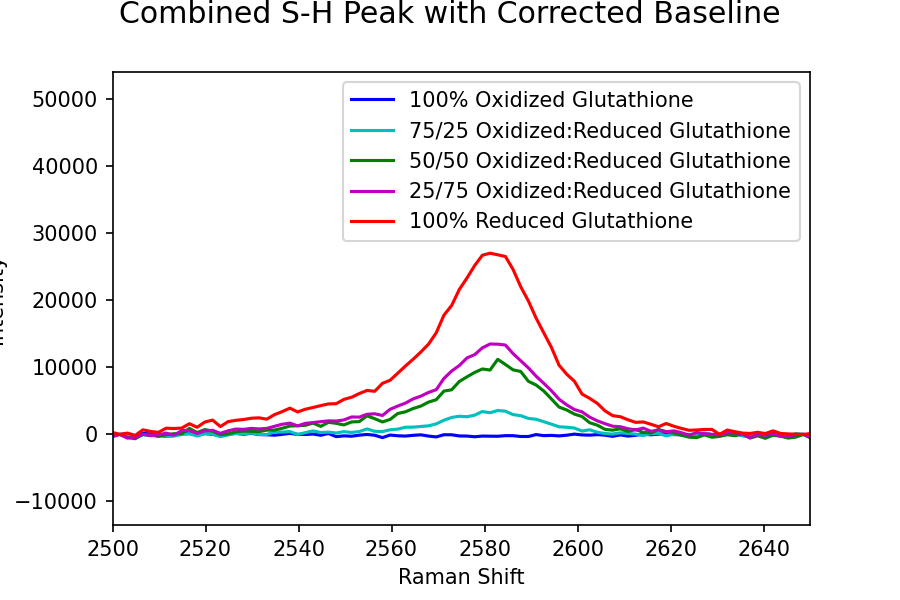 Combined S-H Peak with Corrected Baseline
100% Oxidized Glutathione
75/25 Oxidized:Reduced Glutathione
50/50 Oxidized:Reduced Glutathione
25/75 Oxidized:Reduced Glutathione
100% Reduced Glutathione
50000
40000
30000
20000
10000
0
−10000
2500 2520 2540 2560 2580 2600 2620 2640
Raman Shift